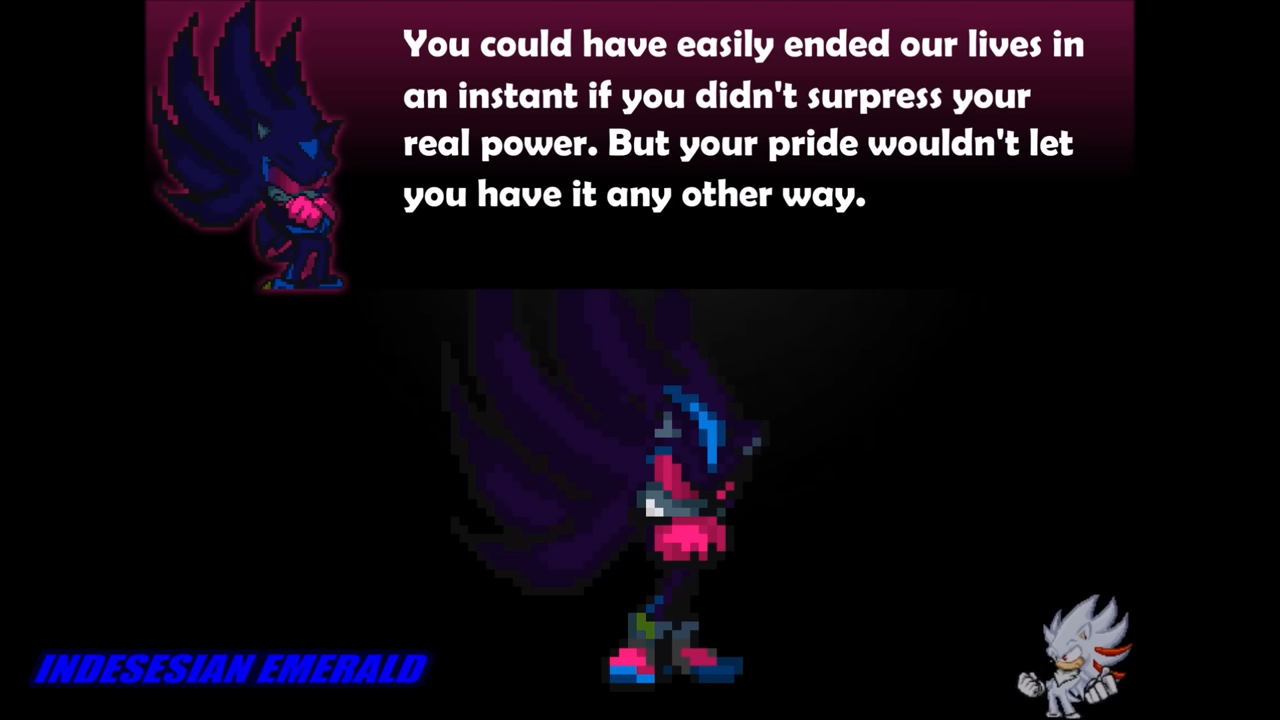 You could have easily ended our lives in
an instant if you didn't surpress your
real power. But your pride wouldn't let
you have it any other way.
INDESESIAN EMERALD